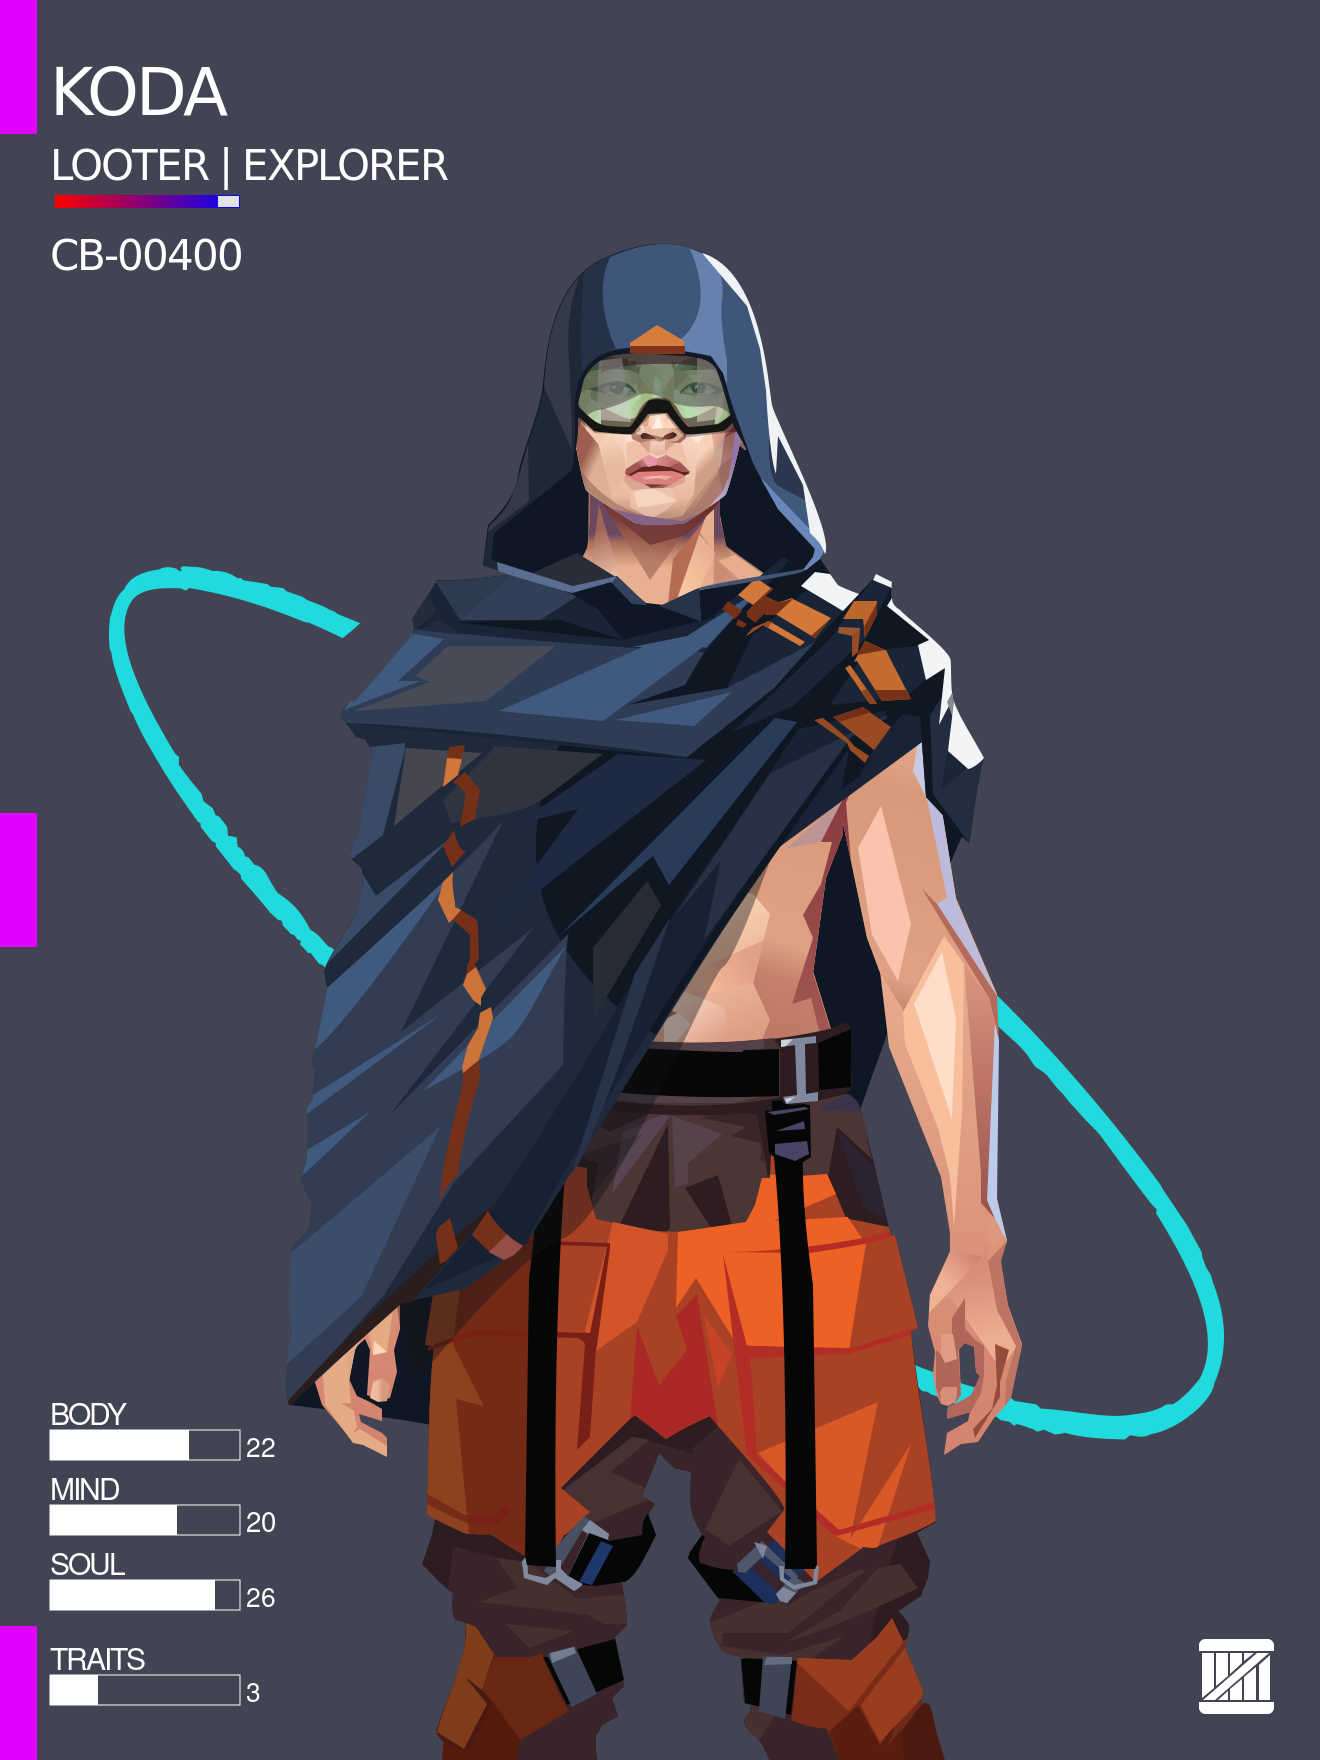 KODA
LOOTER | EXPLORER
CB-00400
BODY
22
MIND
20
SOUL
26
TRAITS
3